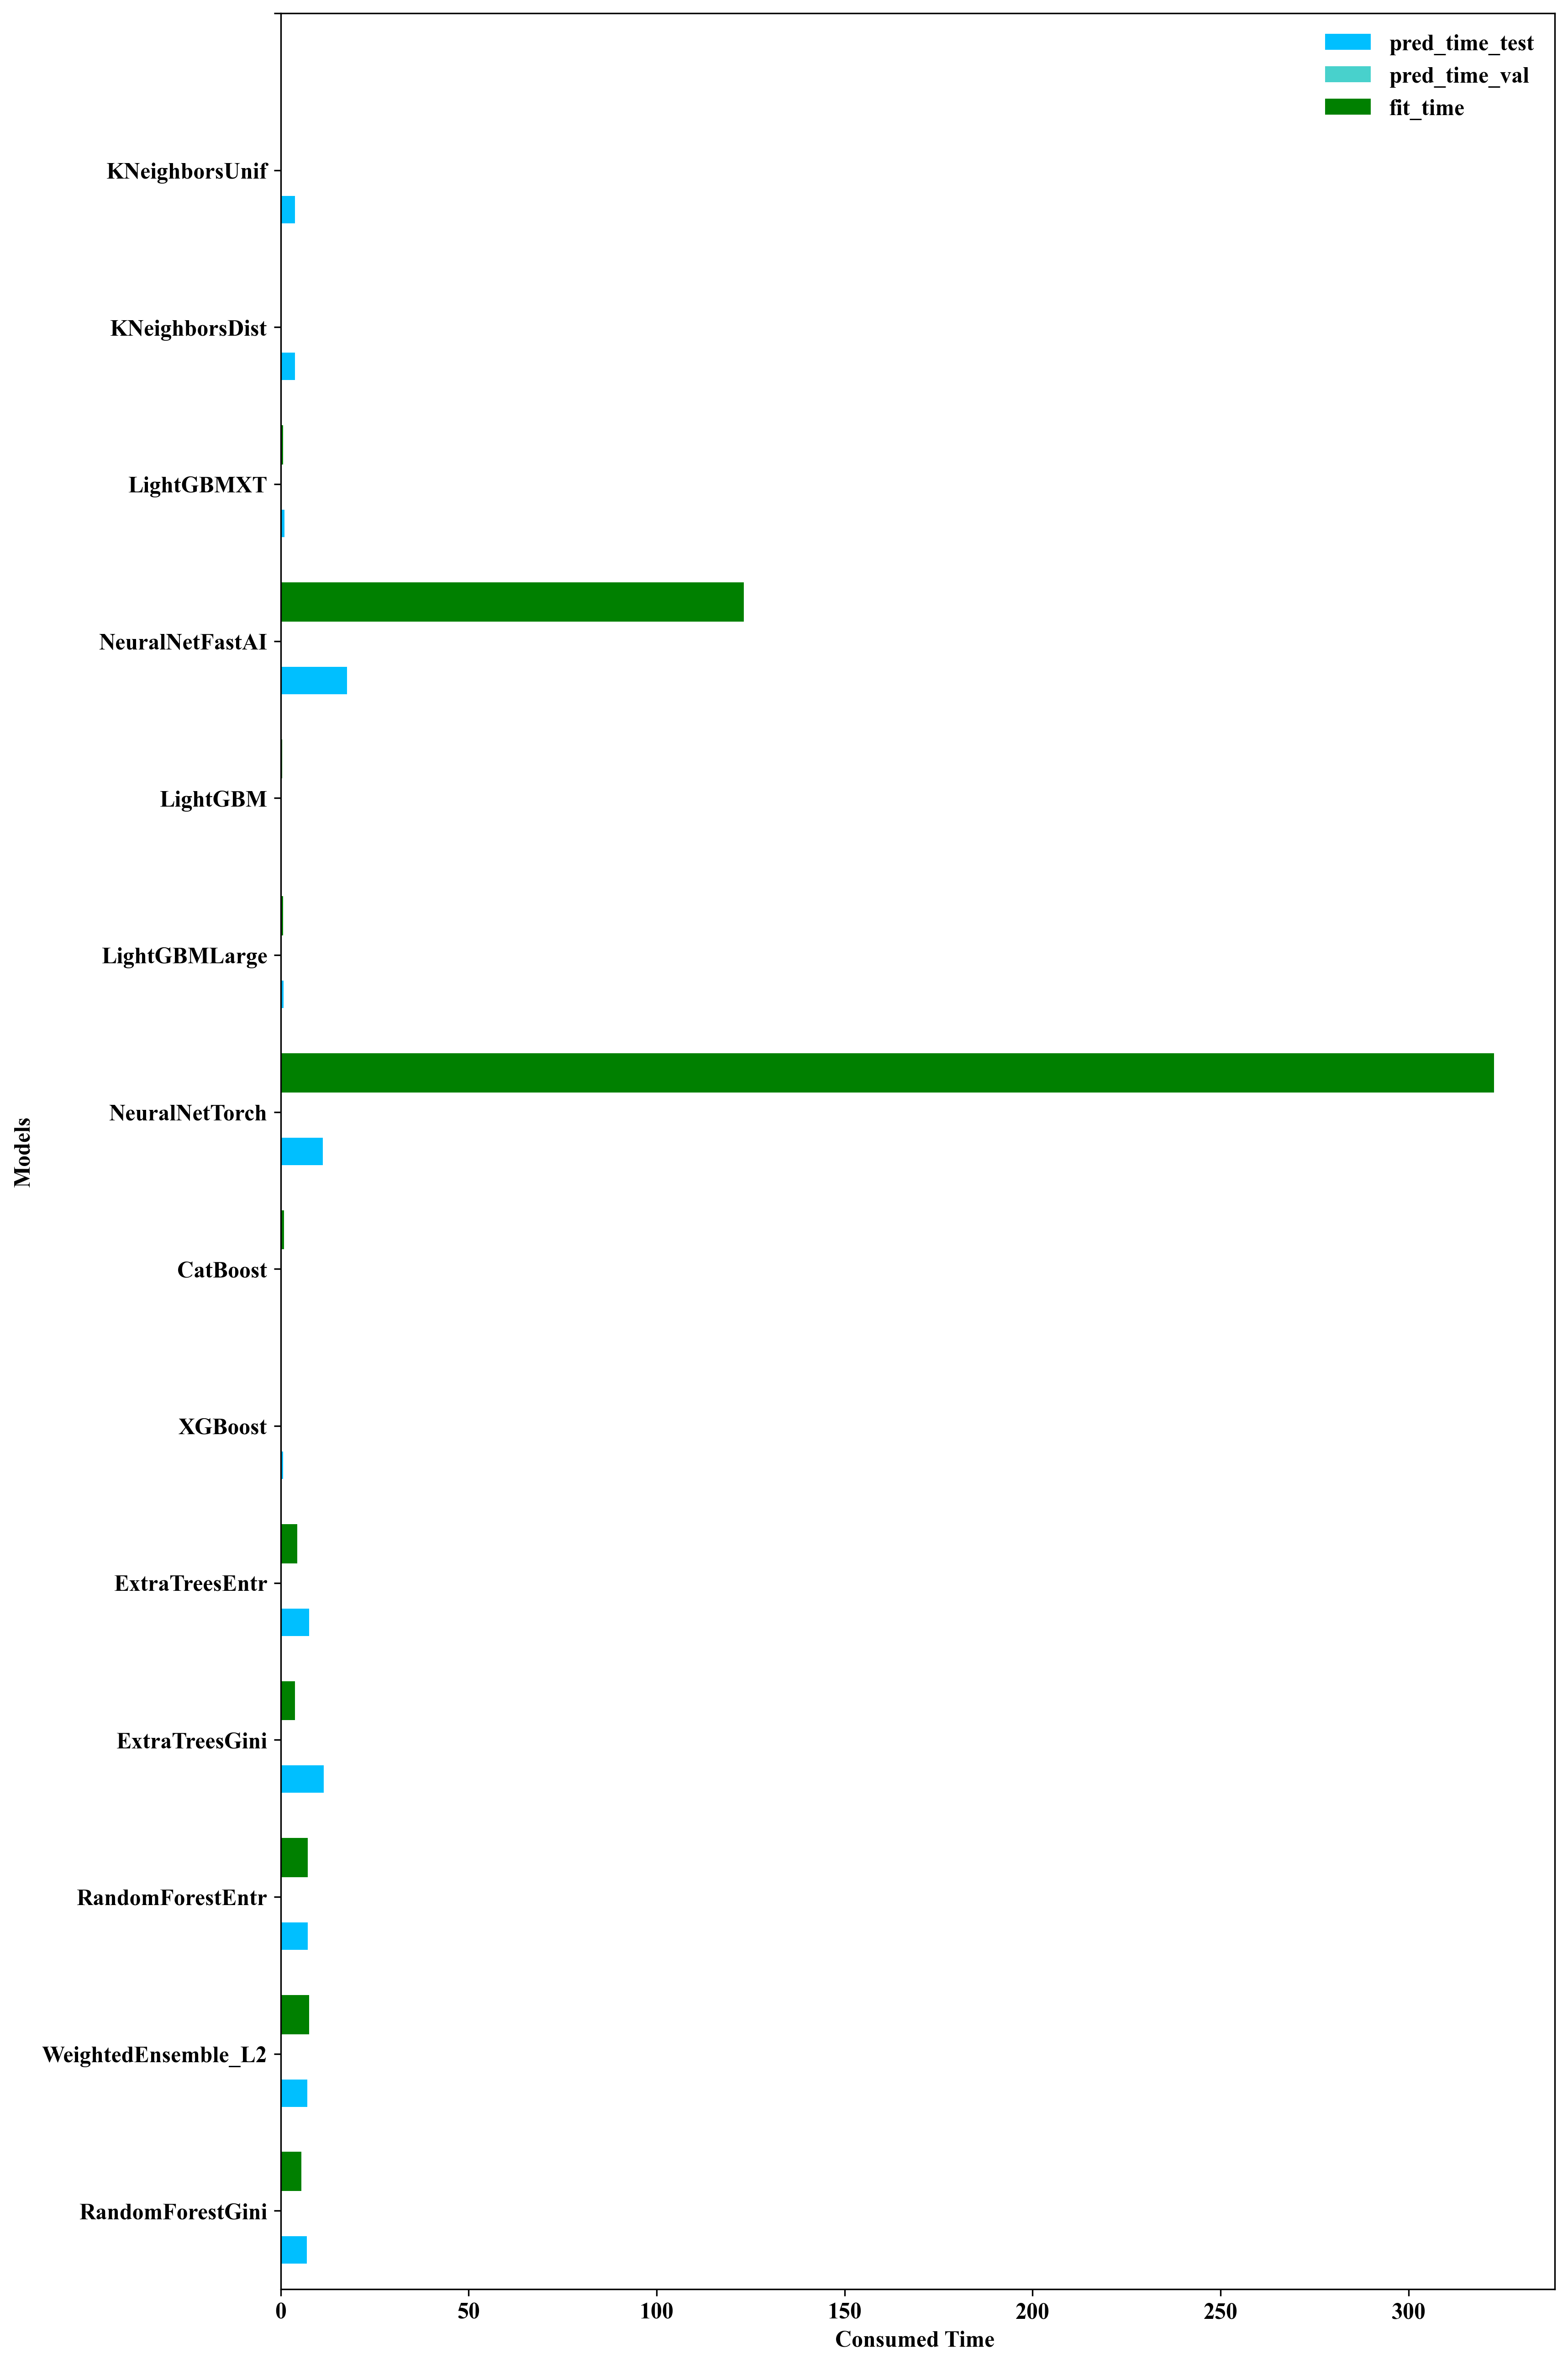 pred_time_test
pred_time_val
fit_time
KNeighborsUnif
KNeighborsDist
LightGBMXT
NeuralNetFastAI
LightGBM
LightGBMLarge
NeuralNetTorch
CatBoost
XGBoost
ExtraTreesEntr
ExtraTreesGini
RandomForestEntr
WeightedEnsemble_L2
RandomForestGini
Models
0 50 100 150 200 250 300
Consumed Time